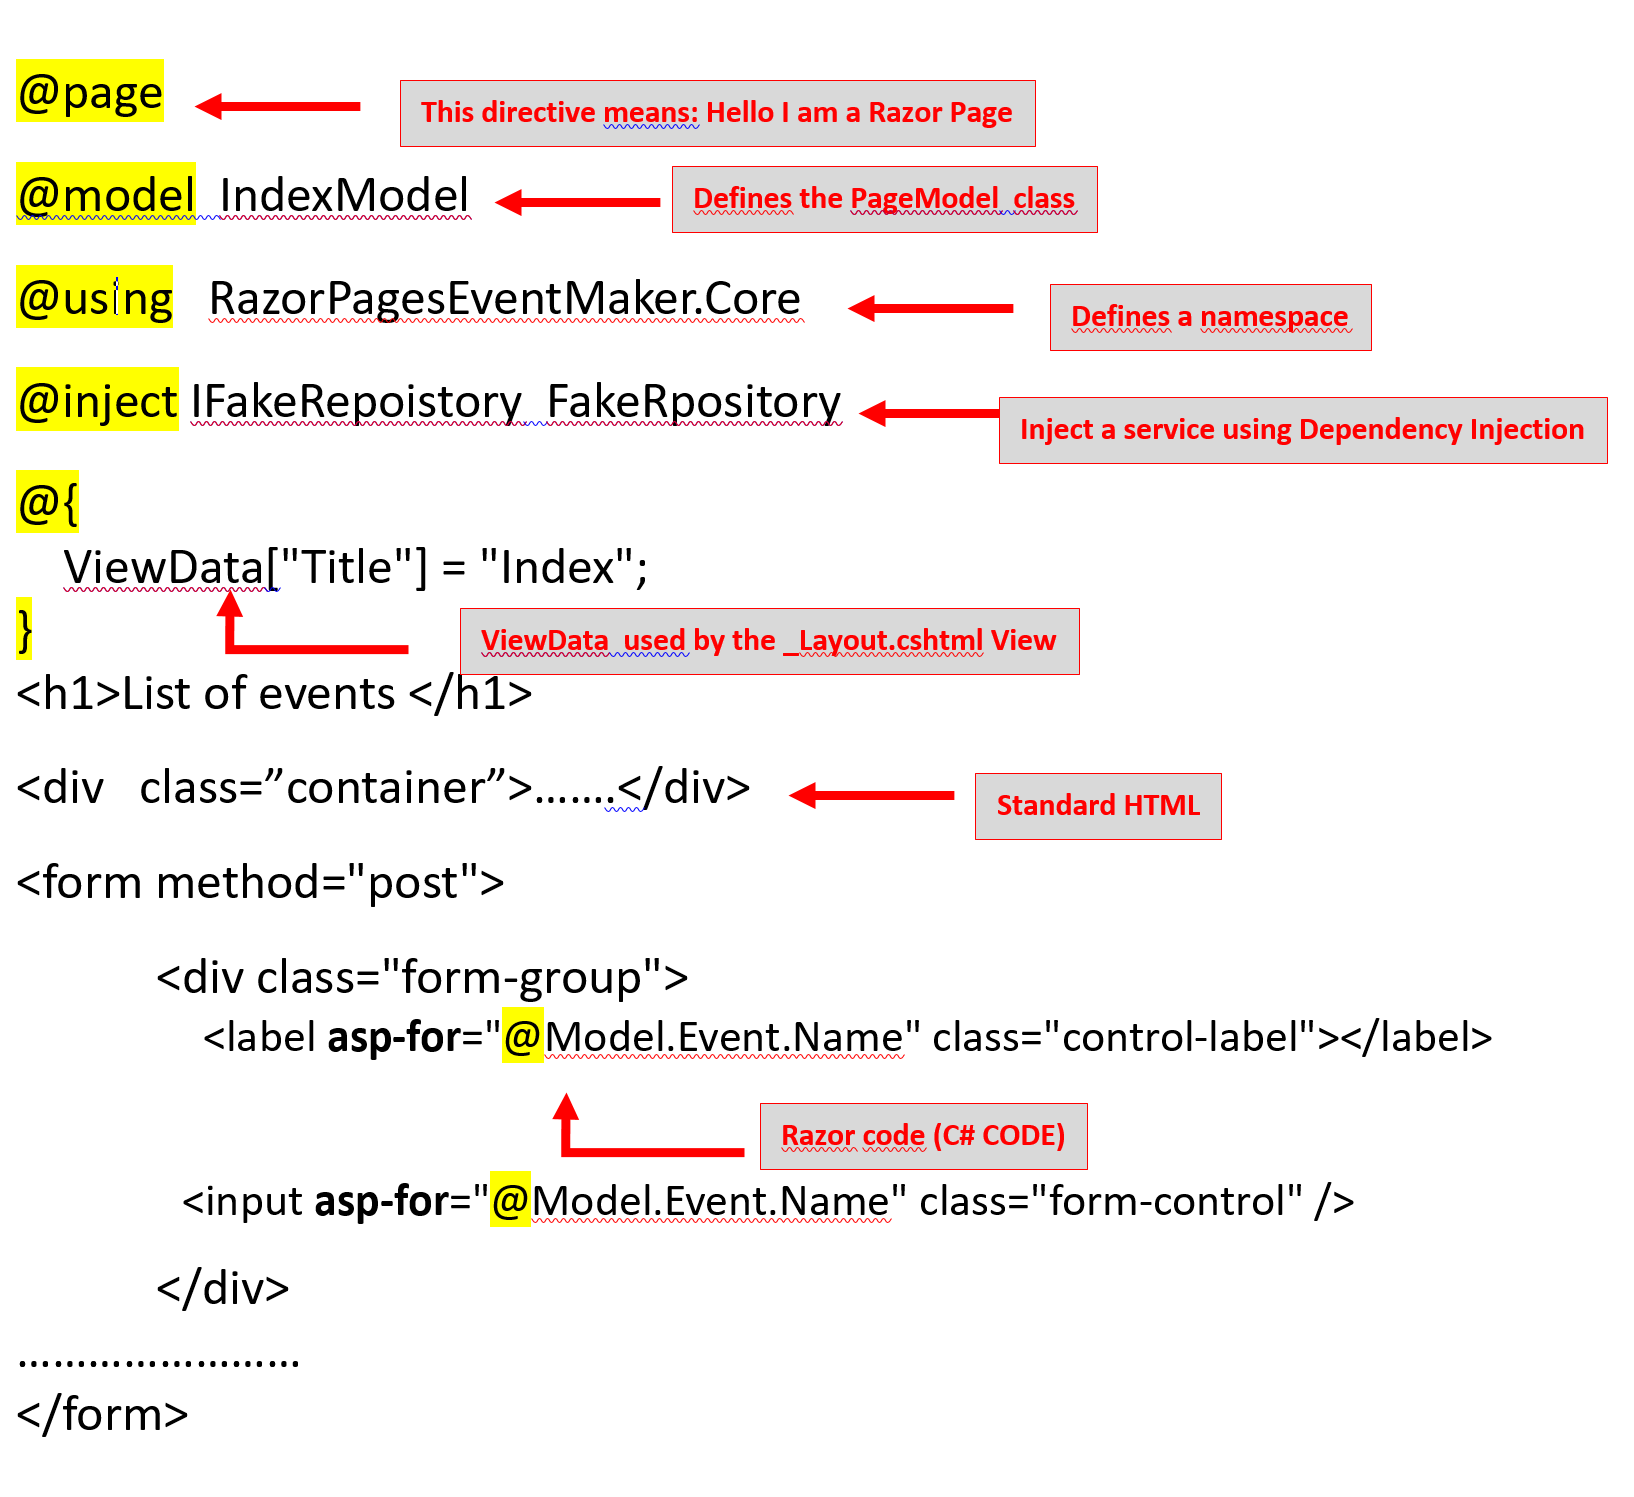 @page
This directive means: Hello I am a Razor Page
@model IndexModel
Defines the PageModel class
@using RazorPagesEventMaker.Core
Defines a namespace
@inject IFakeRepoistory FakeRpository
Inject a service using Dependency Injection
@{
ViewData["Title"] = "Index";
}
ViewData used by the _Layout.cshtml View
<h1>List of events </h1>
<div class=”container”>…….</div>
Standard HTML
<form method="post">
<div class="form-group">
<label asp-for="@Model.Event.Name" class="control-label"></label>
Razor code (C# CODE)
<input asp-for="@Model.Event.Name" class="form-control" />
</div>
……………………
</form>